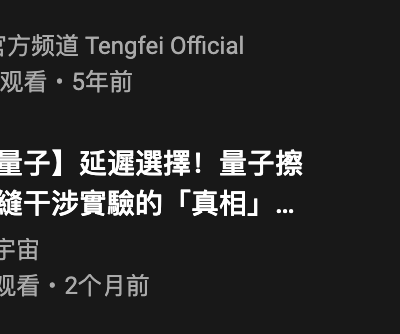 官方频道 Tengfei Official
观看・5年前
量子】延遲選擇！量子擦
縫干涉實驗的「真相」...
宇宙
观看・2个月前